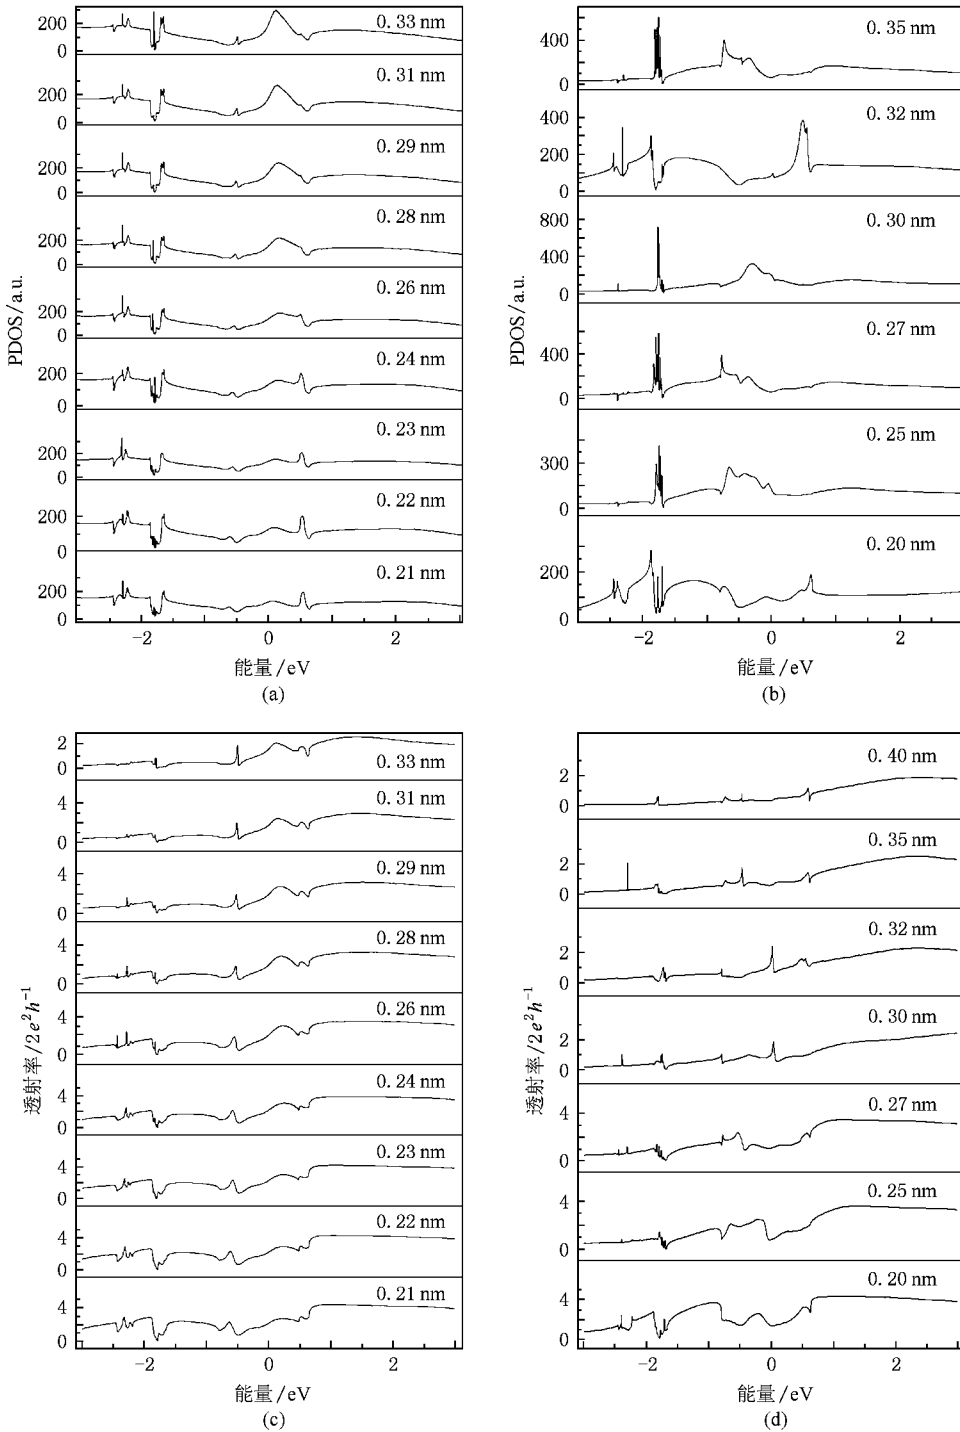 PDOS/a.u.
200
0
0.33 nm
200
0
0.31 nm
200
0
0.29 nm
200
0
0.28 nm
200
0
0.26 nm
200
0
0.24 nm
200
0
0.23 nm
200
0
0.22 nm
200
0
0.21 nm
−2 0 2
能量/eV
(a)
PDOS/a.u.
400
0
0.35 nm
400
200
0
0.32 nm
800
400
0
0.30 nm
400
0
0.27 nm
300
0
0.25 nm
200
0
0.20 nm
−2 0 2
能量/eV
(b)
透射率/2e²h⁻¹
2
0
0.33 nm
4
0
0.31 nm
4
0
0.29 nm
4
0
0.28 nm
4
0
0.26 nm
4
0
0.24 nm
4
0
0.23 nm
4
0
0.22 nm
4
0
0.21 nm
−2 0 2
能量/eV
(c)
透射率/2e²h⁻¹
2
0
0.40 nm
2
0
0.35 nm
2
0
0.32 nm
2
0
0.30 nm
4
0
0.27 nm
4
0
0.25 nm
4
0
0.20 nm
−2 0 2
能量/eV
(d)